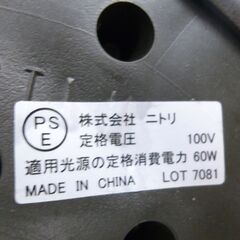 PS
E
株式会社 ニトリ
定格電圧 100V
適用光源の定格消費電力 60W
MADE IN CHINA LOT 7081